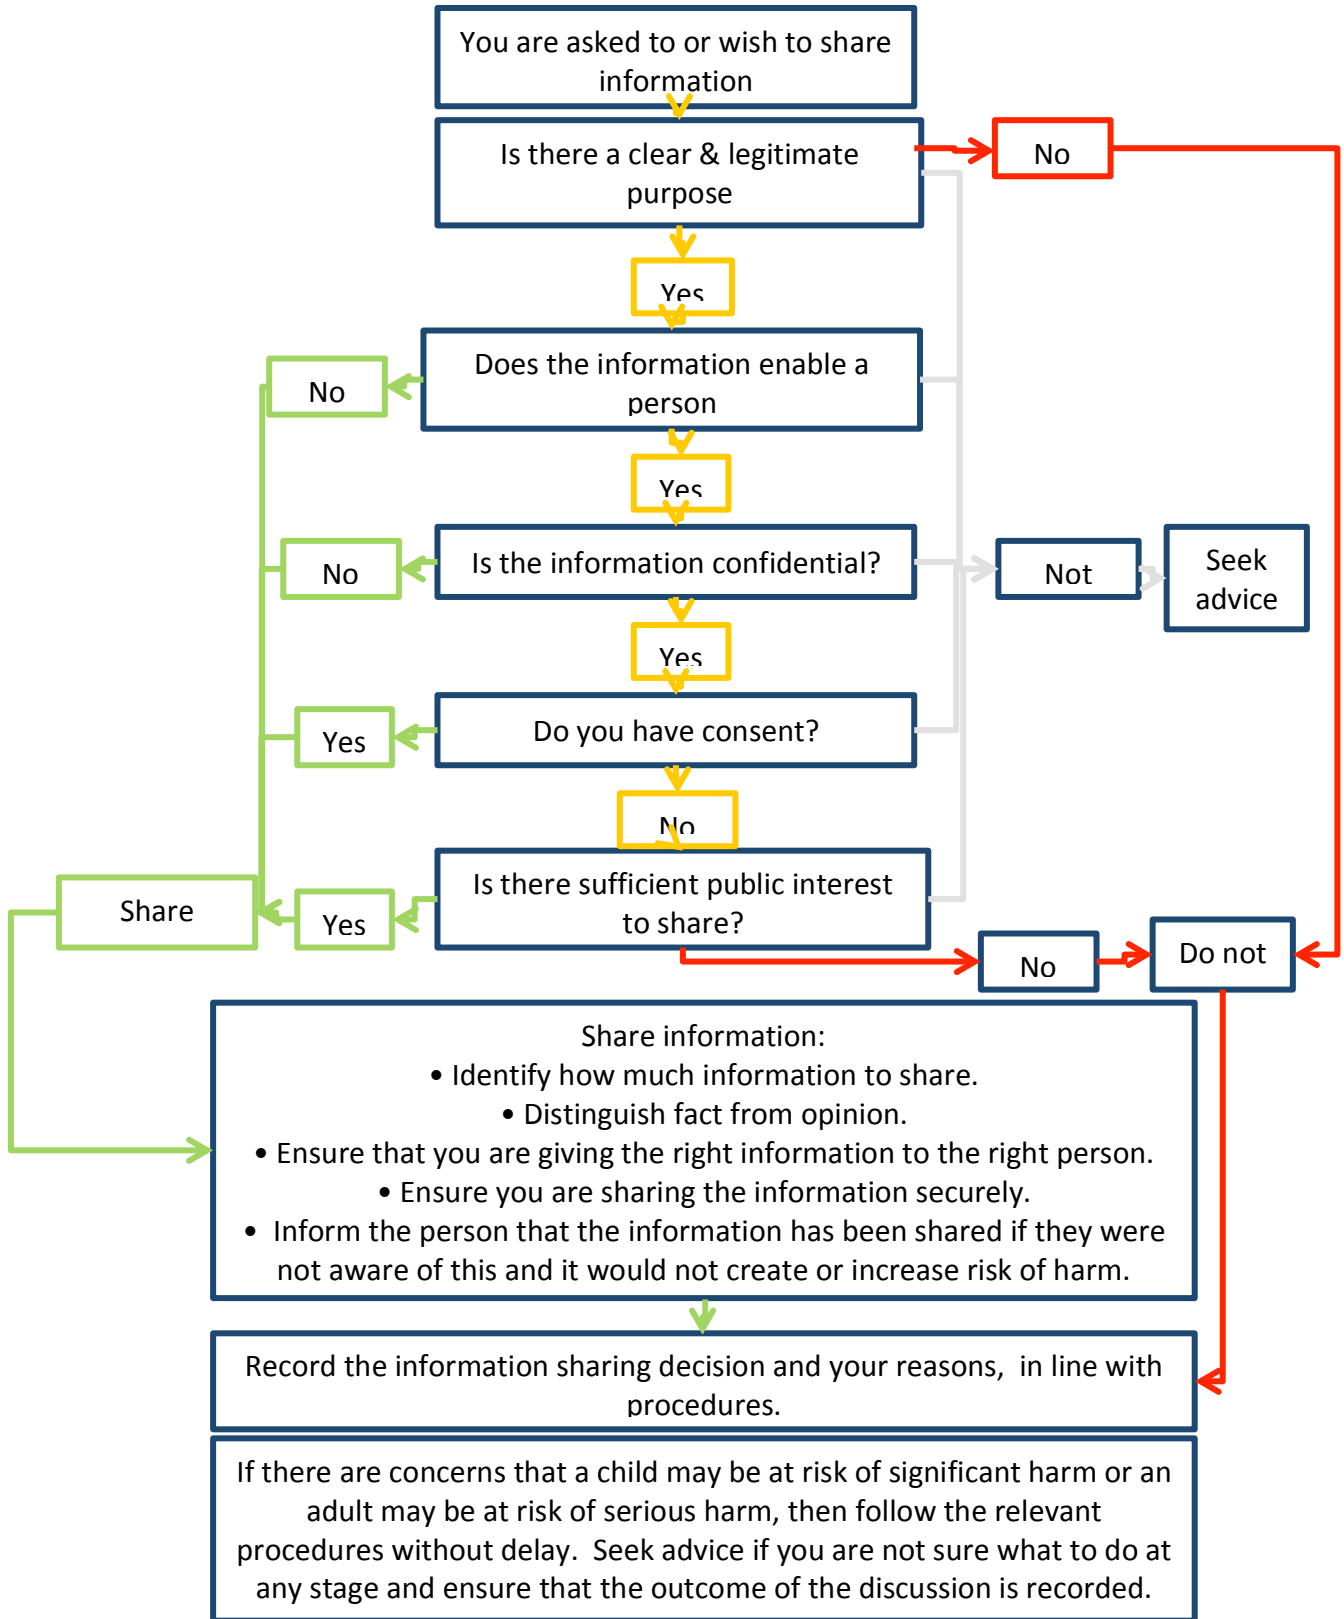 You are asked to or wish to share
information
Is there a clear & legitimate
purpose
No
Yes
Does the information enable a
person
No
Yes
Is the information confidential?
No
Not
Seek
advice
Yes
Do you have consent?
Yes
No
Is there sufficient public interest
to share?
Share
Yes
No
Do not
Share information:
• Identify how much information to share.
• Distinguish fact from opinion.
• Ensure that you are giving the right information to the right person.
• Ensure you are sharing the information securely.
• Inform the person that the information has been shared if they were
not aware of this and it would not create or increase risk of harm.
Record the information sharing decision and your reasons, in line with
procedures.
If there are concerns that a child may be at risk of significant harm or an
adult may be at risk of serious harm, then follow the relevant
procedures without delay. Seek advice if you are not sure what to do at
any stage and ensure that the outcome of the discussion is recorded.